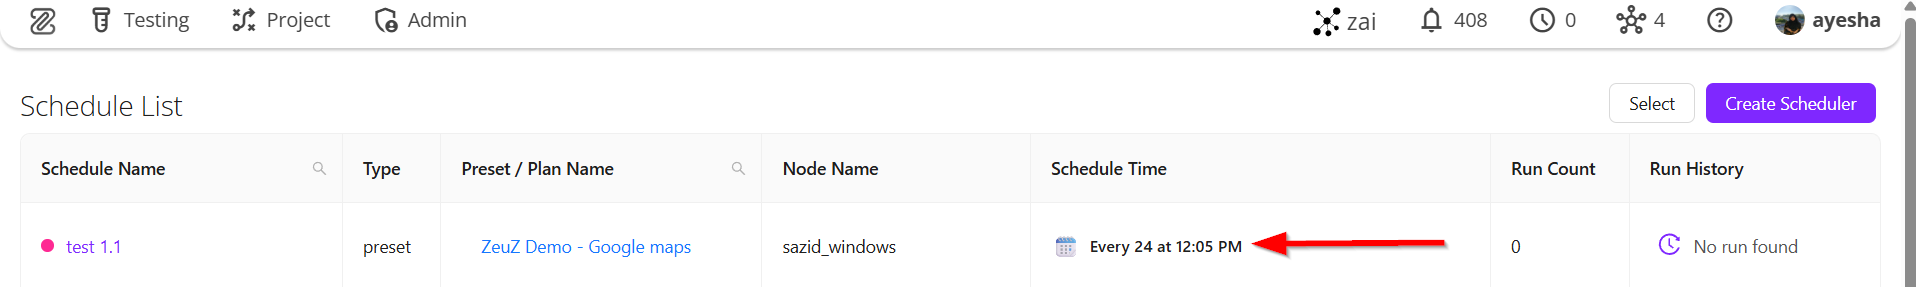 Testing Project Admin zai 408 0 4 ayesha
Schedule List Select Create Scheduler
Schedule Name Type Preset / Plan Name Node Name Schedule Time Run Count Run History
test 1.1 preset ZeuZ Demo - Google maps sazid_windows Every 24 at 12:05 PM 0 No run found